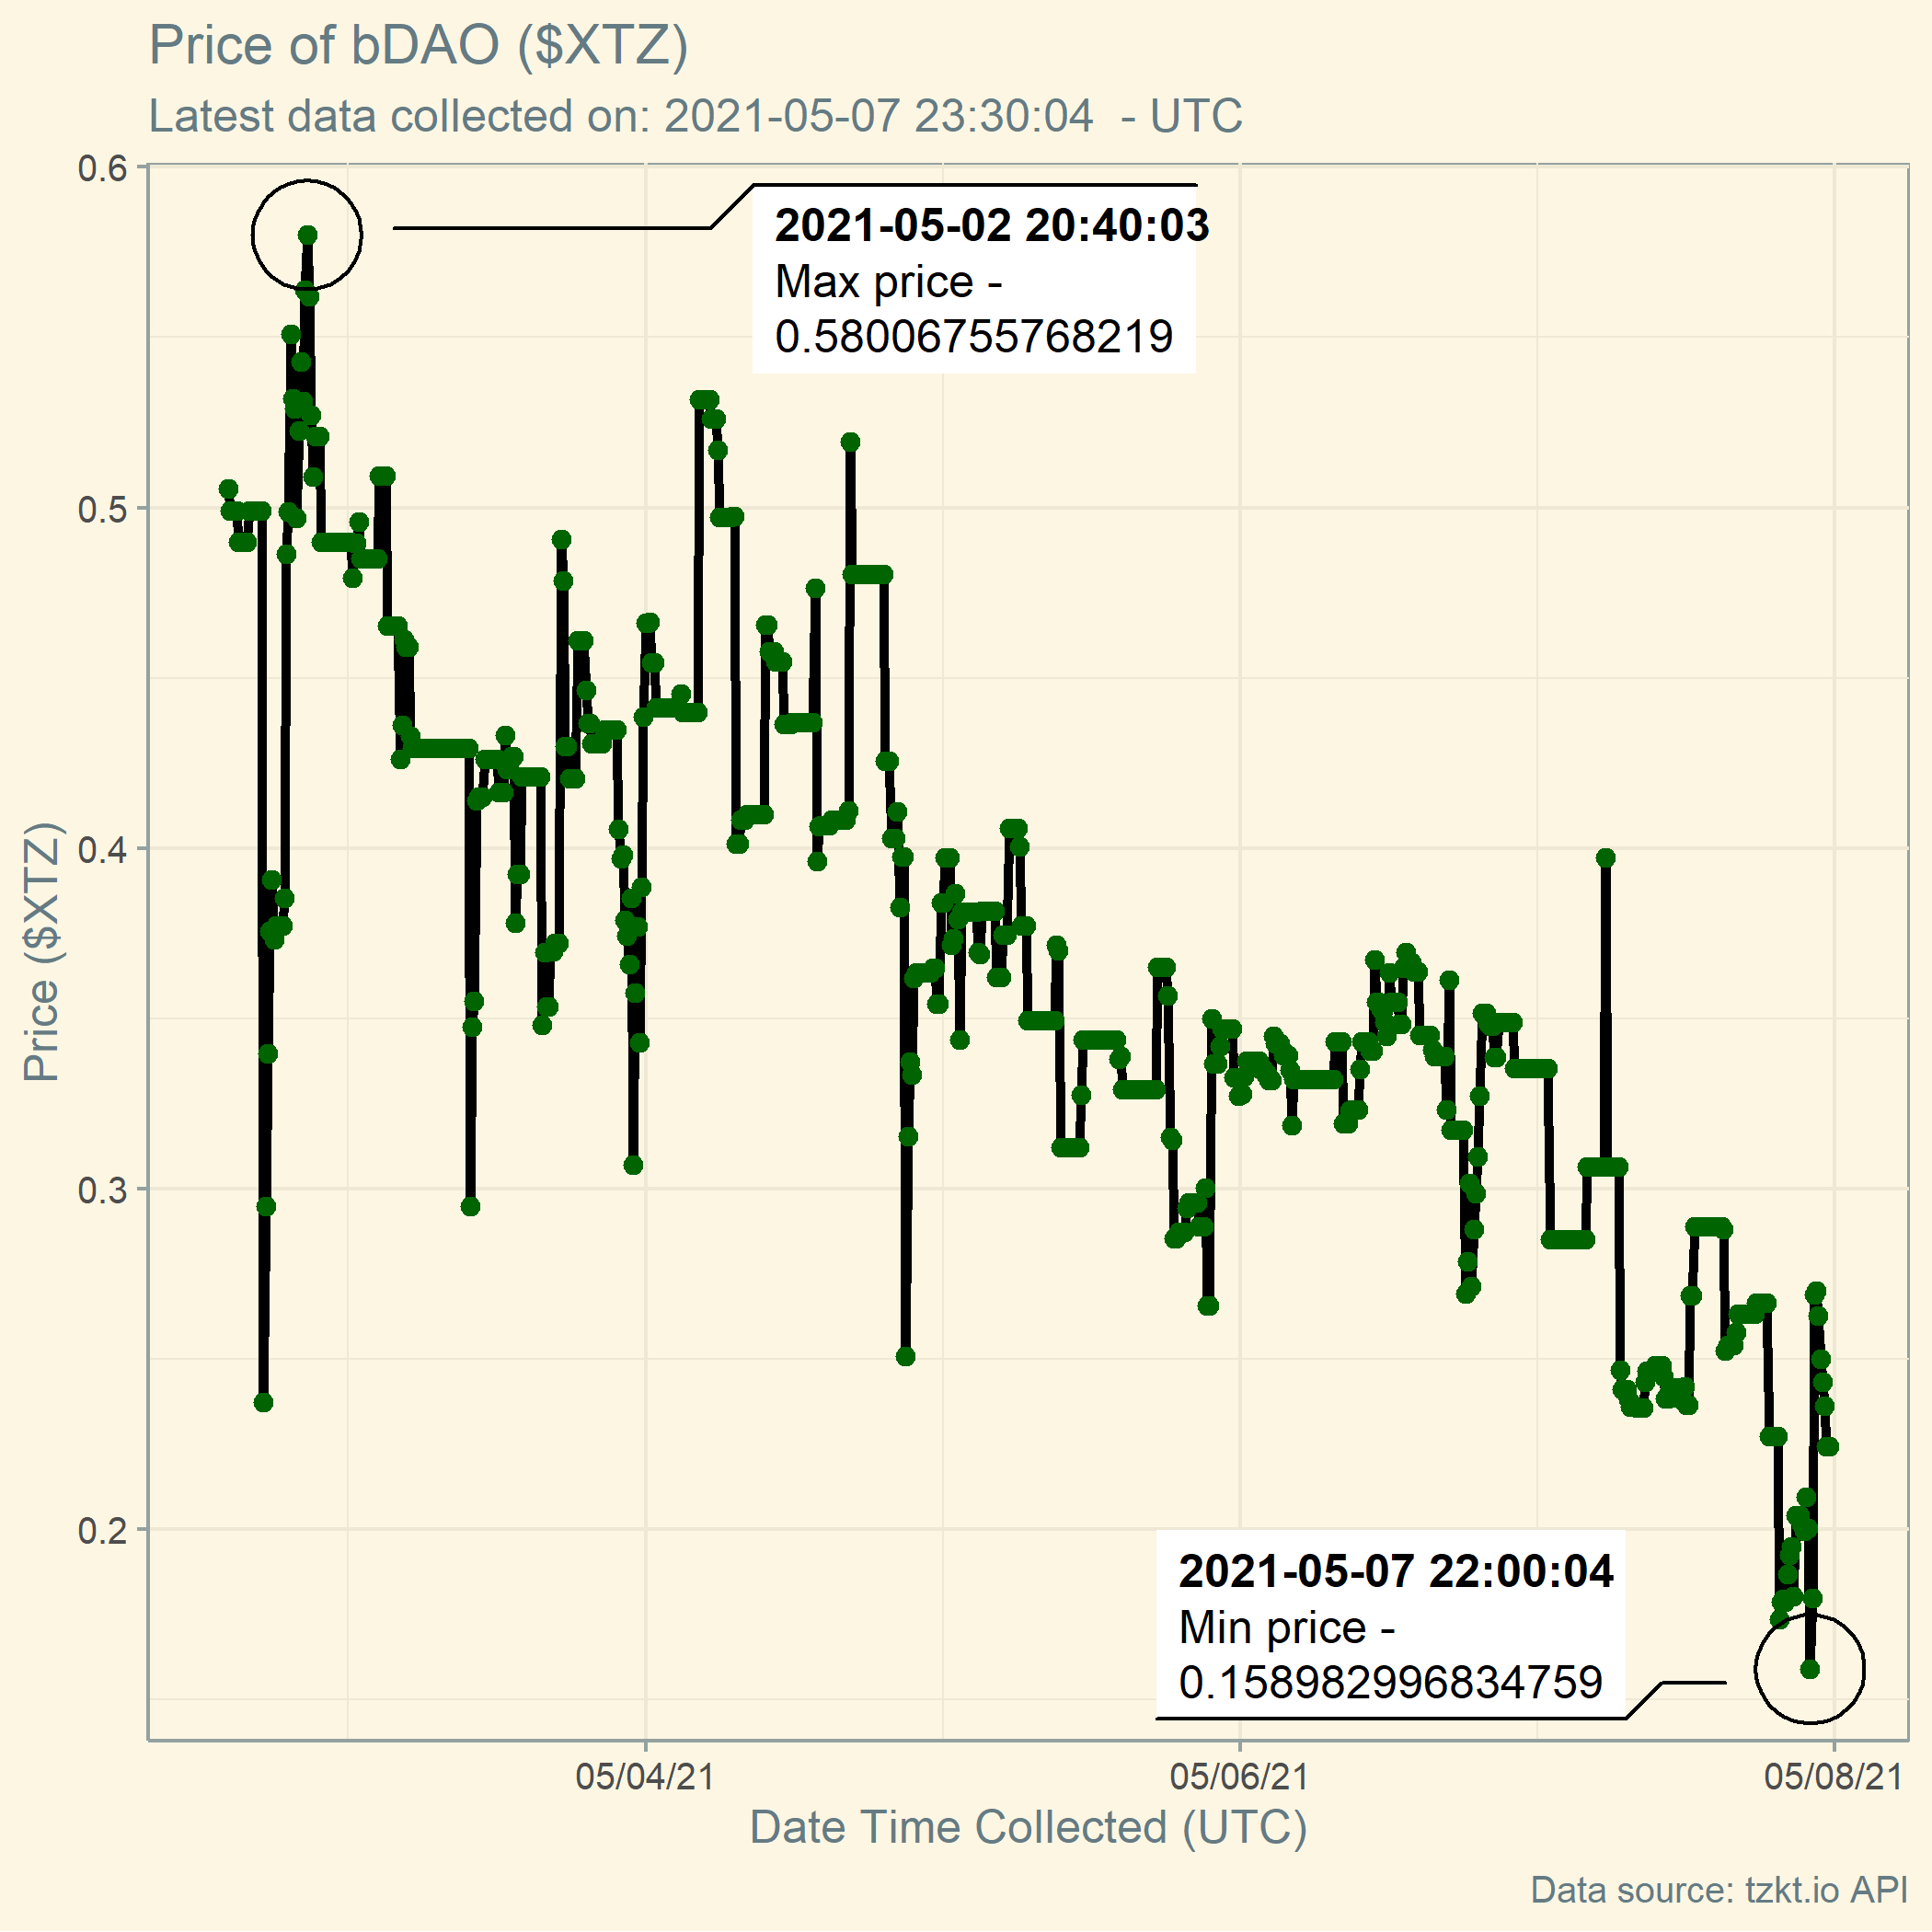 Price of bDAO ($XTZ)
Latest data collected on: 2021-05-07 23:30:04  - UTC
0.6
0.5
0.4
0.3
0.2
Price ($XTZ)
2021-05-02 20:40:03
Max price -
0.58006755768219
2021-05-07 22:00:04
Min price -
0.158982996834759
05/04/21
05/06/21
05/08/21
Date Time Collected (UTC)
Data source: tzkt.io API